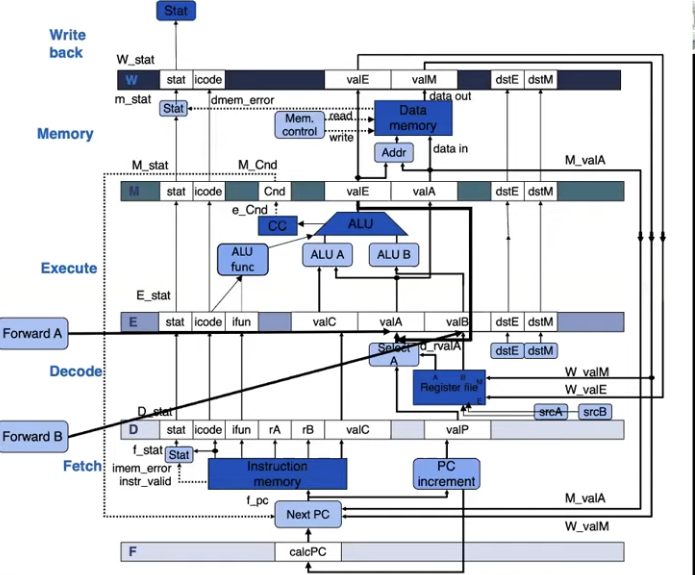 Stat
Write
back
W_stat
W stat icode valE valM dstE dstM
m_stat Stat dmem_error Mem. control read write Data memory data out
Memory
Addr data in
M_stat M_Cnd M_valA
M stat icode Cnd valE valA dstE dstM
e_Cnd CC ALU
ALU func ALU A ALU B
Execute
E_stat
E stat icode ifun valC valA valB dstE dstM
Forward A
Select A d_rvalA dstE dstM
Decode
A B M
Register file
E
W_valM
W_valE
D_stat srcA srcB
D stat icode ifun rA rB valC valP
Forward B
f_stat Stat
Fetch
imem_error
instr_valid
Instruction memory
PC increment
f_pc
Next PC
M_valA
W_valM
F calcPC